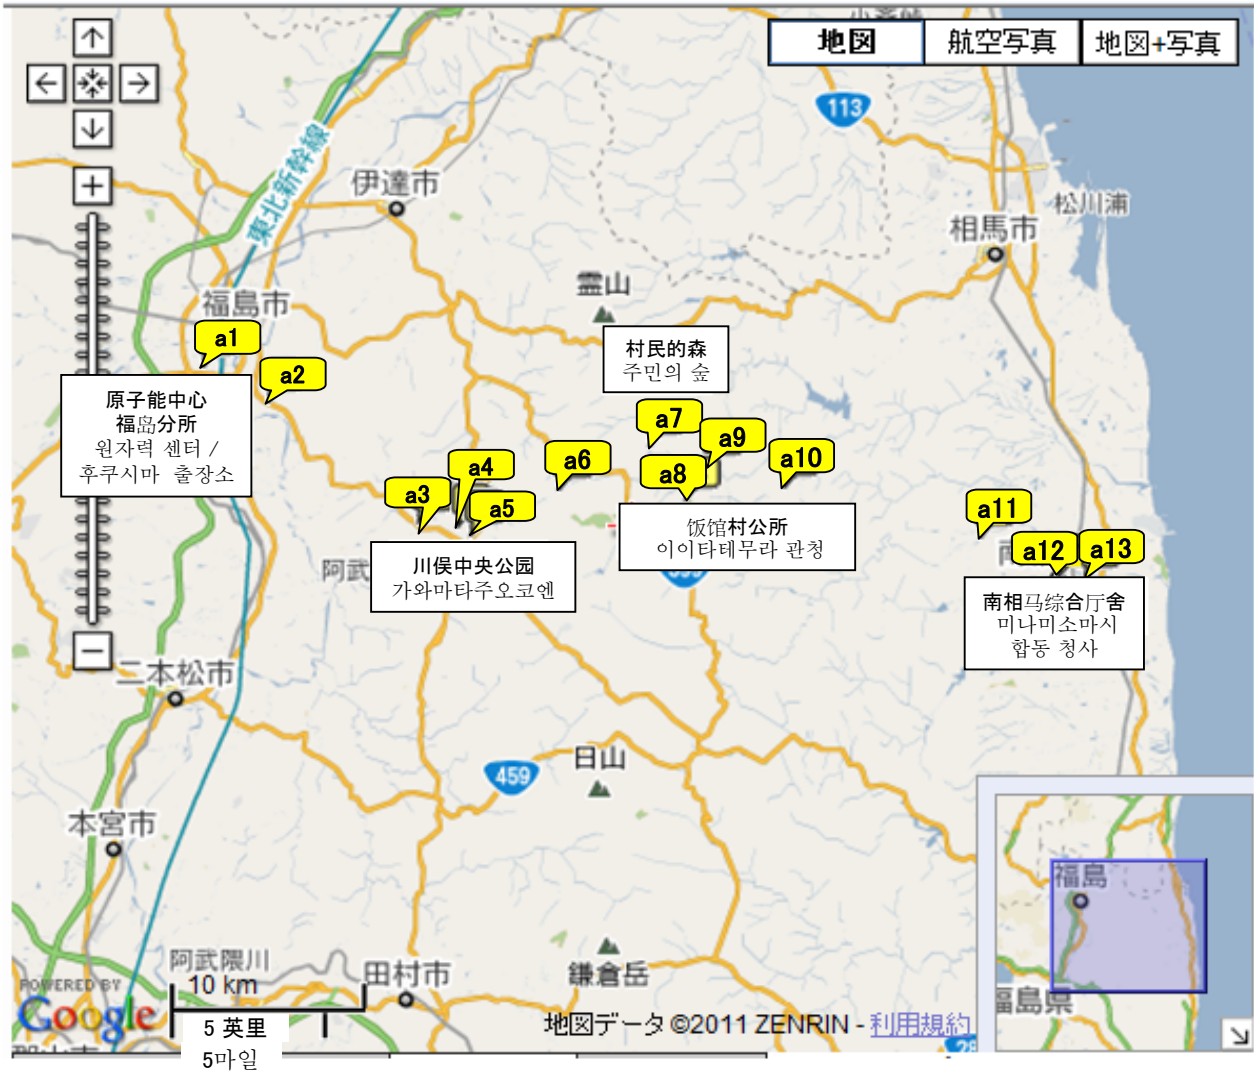 地図
航空写真
地図+写真
113
東北新幹線
伊達市
松川浦
相馬市
霊山
福島市
a1
a2
村民的森
주민의 숲
原子能中心
福岛分所
원자력 센터 /
후쿠시마 출장소
a7
a9
a4
a6
a8
a10
a3
a5
a11
饭馆村公所
이이타테무라 관청
a12
a13
川俣中央公园
가와마타주오코엔
阿武
南相马综合厅舍
미나미소마시
합동 청사
二本松市
日山
459
本宮市
福島
阿武隈川
田村市
鎌倉岳
福島県
10 km
POWERED BY
Google
5 英里
5마일
地図データ ©2011 ZENRIN - 利用規約